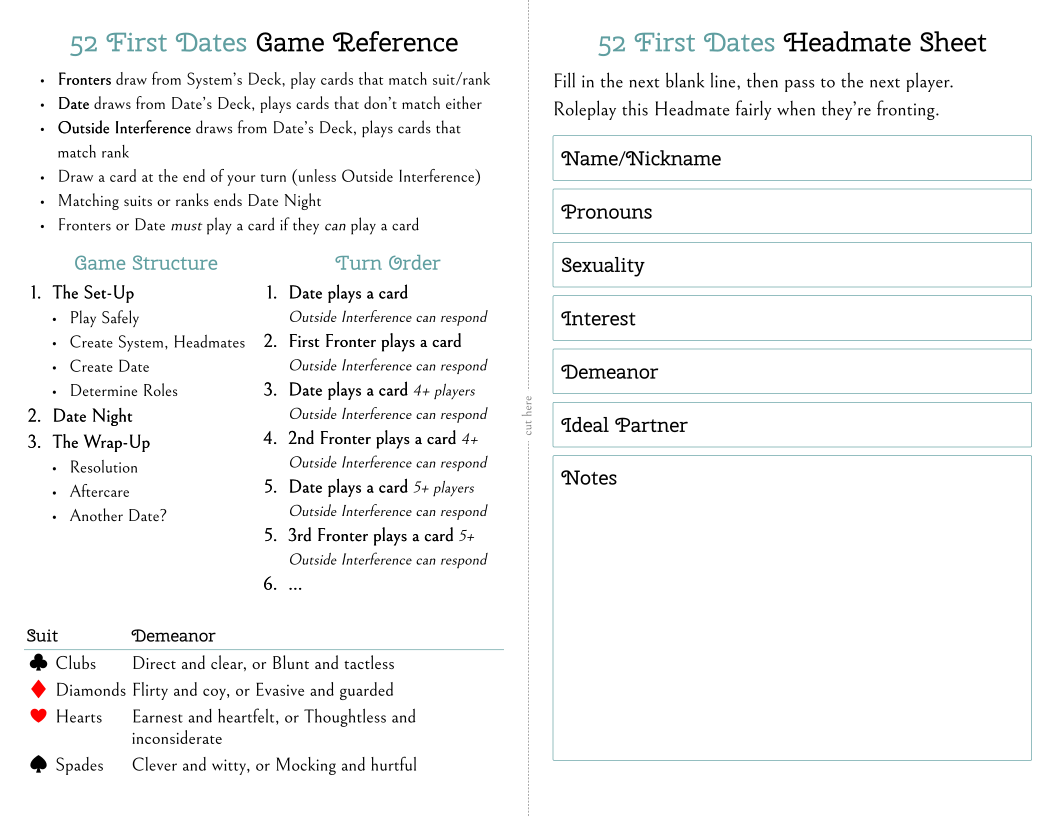 52 First Dates Game Reference
• Fronters draw from System's Deck, play cards that match suit/rank
• Date draws from Date's Deck, plays cards that don't match either
• Outside Interference draws from Date's Deck, plays cards that
match rank
• Draw a card at the end of your turn (unless Outside Interference)
• Matching suits or ranks ends Date Night
• Fronters or Date must play a card if they can play a card
Game Structure
1. The Set-Up
• Play Safely
• Create System, Headmates
• Create Date
• Determine Roles
2. Date Night
3. The Wrap-Up
• Resolution
• Aftercare
• Another Date?
Turn Order
1. Date plays a card
Outside Interference can respond
2. First Fronter plays a card
Outside Interference can respond
3. Date plays a card 4+ players
Outside Interference can respond
4. 2nd Fronter plays a card 4+
Outside Interference can respond
5. Date plays a card 5+ players
Outside Interference can respond
5. 3rd Fronter plays a card 5+
Outside Interference can respond
6. ...
Suit Demeanor
♣ Clubs Direct and clear, or Blunt and tactless
♦ Diamonds Flirty and coy, or Evasive and guarded
♥ Hearts Earnest and heartfelt, or Thoughtless and
inconsiderate
♠ Spades Clever and witty, or Mocking and hurtful
cut here
52 First Dates Headmate Sheet
Fill in the next blank line, then pass to the next player.
Roleplay this Headmate fairly when they're fronting.
Name/Nickname
Pronouns
Sexuality
Interest
Demeanor
Ideal Partner
Notes